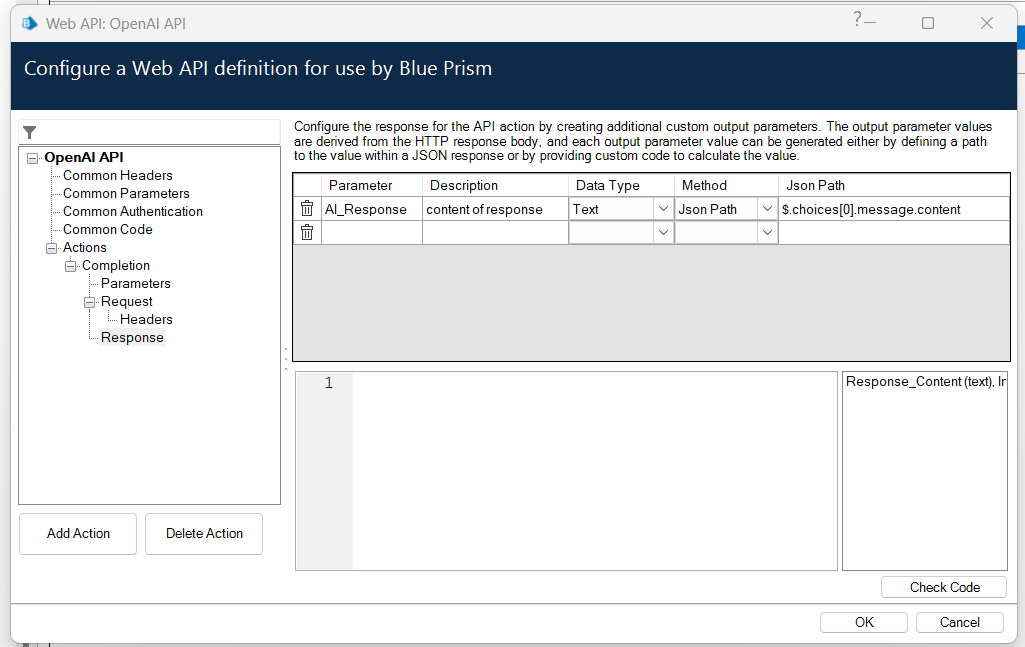 Web API: OpenAI API
?
Configure a Web API definition for use by Blue Prism
OpenAI API
Common Headers
Common Parameters
Common Authentication
Common Code
Actions
Completion
Parameters
Request
Headers
Response
Add Action
Delete Action
Configure the response for the API action by creating additional custom output parameters. The output parameter values
are derived from the HTTP response body, and each output parameter value can be generated either by defining a path
to the value within a JSON response or by providing custom code to calculate the value.
Parameter Description Data Type Method Json Path
AI_Response content of response Text Json Path $.choices[0].message.content
1
Response_Content (text), Ir
Check Code
OK Cancel